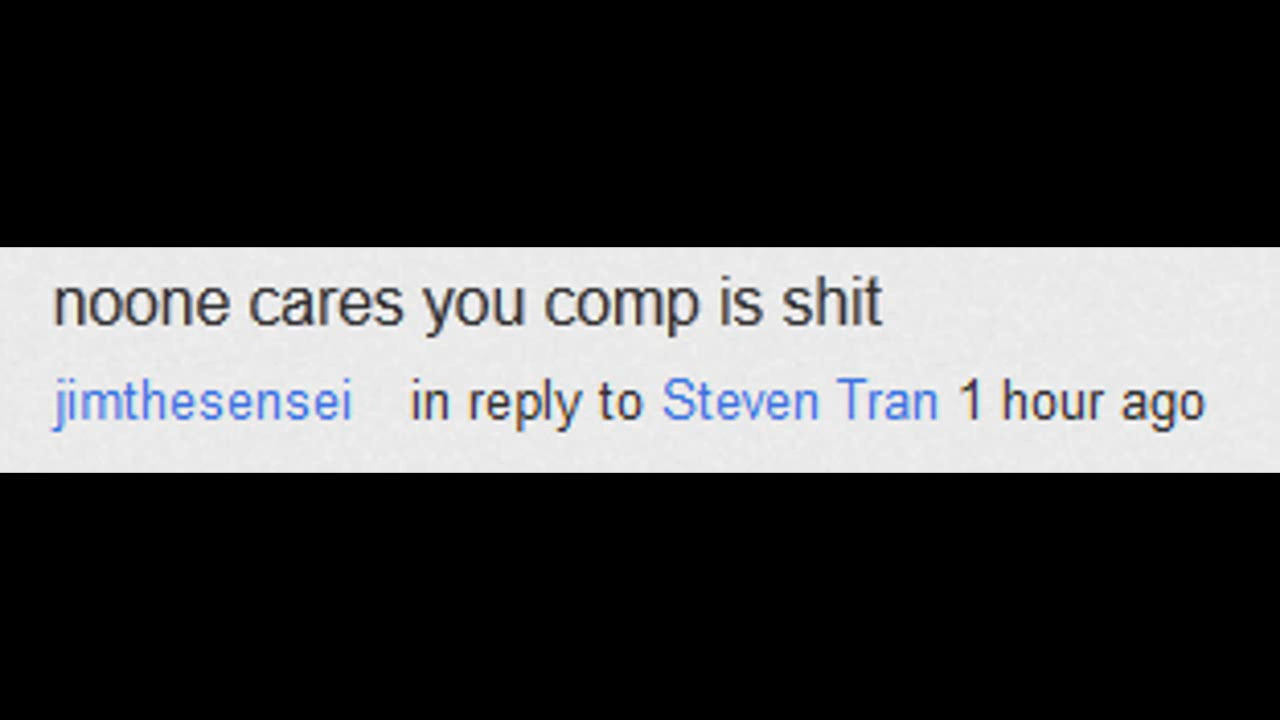 noone cares you comp is shit
jimthesensei in reply to Steven Tran 1 hour ago